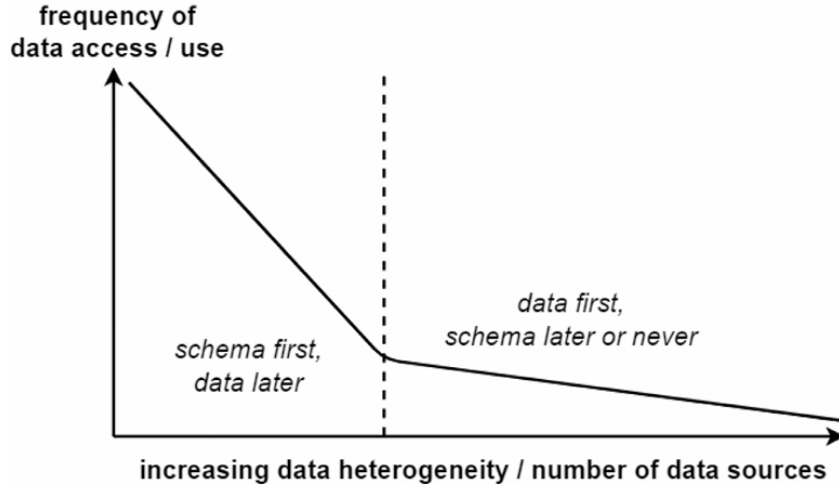 frequency of
data access / use
data first,
schema later or never
schema first,
data later
increasing data heterogeneity / number of data sources